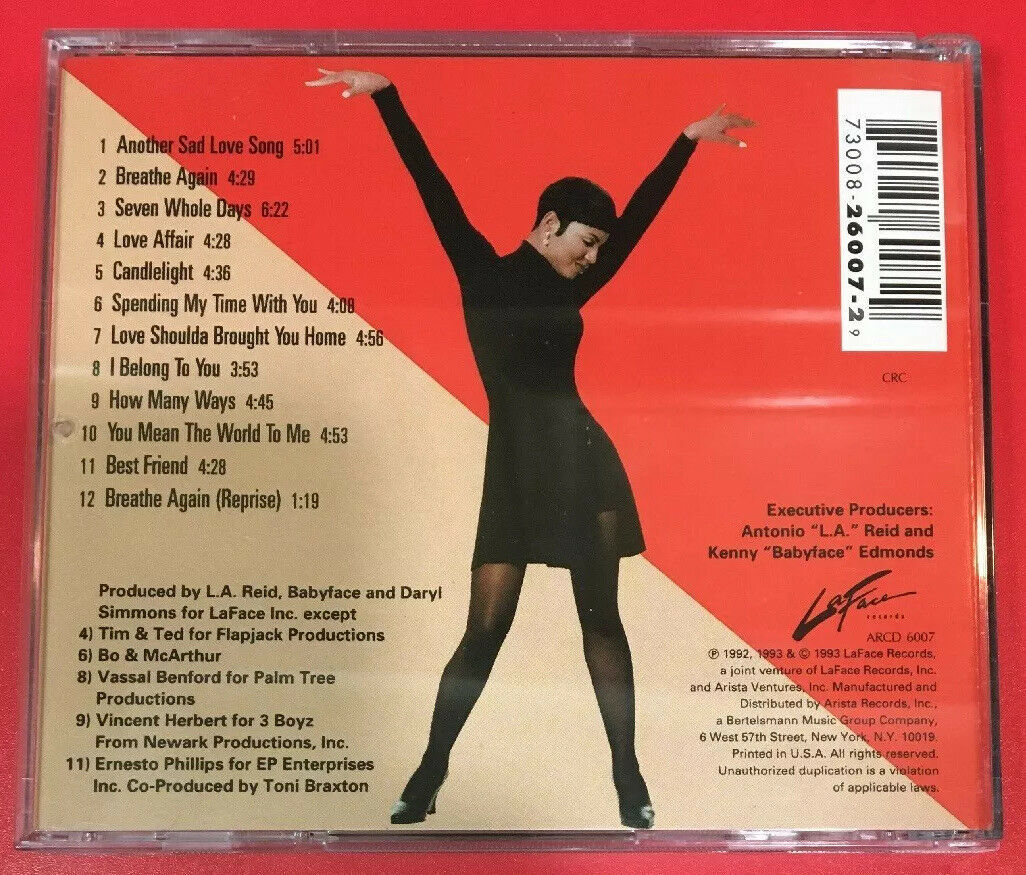 1 Another Sad Love Song 5:01
2 Breathe Again 4:29
3 Seven Whole Days 6:22
4 Love Affair 4:28
5 Candlelight 4:36
6 Spending My Time With You 4:08
7 Love Shoulda Brought You Home 4:56
8 I Belong To You 3:53
9 How Many Ways 4:45
10 You Mean The World To Me 4:53
11 Best Friend 4:28
12 Breathe Again (Reprise) 1:19
Produced by L.A. Reid, Babyface and Daryl
Simmons for LaFace Inc. except
4) Tim & Ted for Flapjack Productions
6) Bo & McArthur
8) Vassal Benford for Palm Tree
Productions
9) Vincent Herbert for 3 Boyz
From Newark Productions, Inc.
11) Ernesto Phillips for EP Enterprises
Inc. Co-Produced by Toni Braxton
73008-26007-29
CRC
Executive Producers:
Antonio "L.A." Reid and
Kenny "Babyface" Edmonds
LaFace
records
ARCD 6007
℗ 1992, 1993 & © 1993 LaFace Records,
a joint venture of LaFace Records, Inc.
and Arista Ventures, Inc. Manufactured and
Distributed by Arista Records, Inc.,
a Bertelsmann Music Group Company,
6 West 57th Street, New York, N.Y. 10019.
Printed in U.S.A. All rights reserved.
Unauthorized duplication is a violation
of applicable laws.